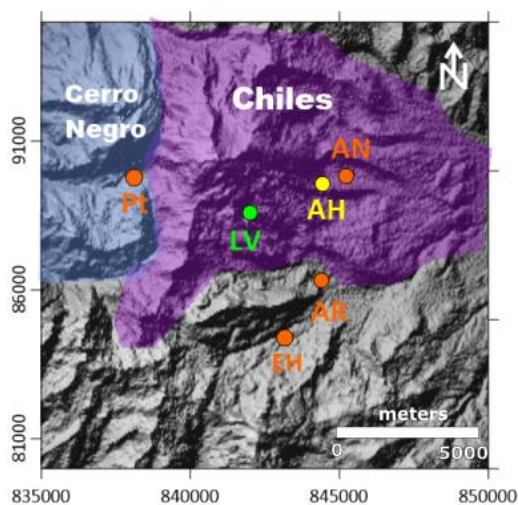 Cerro
Negro
Chiles
N
AN
Pt
AH
LV
AR
EH
meters
0 5000
91000
86000
81000
835000 840000 845000 850000